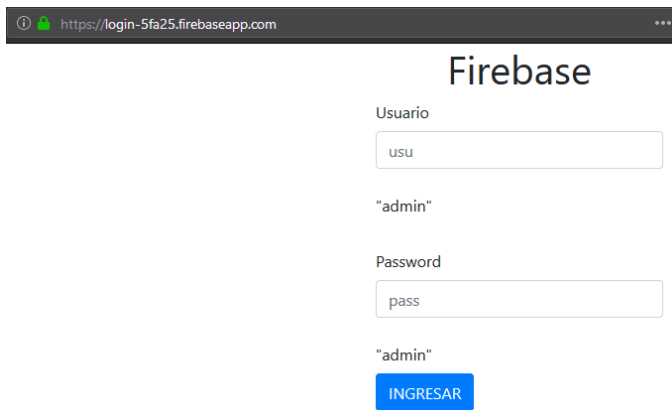 https://login-5fa25.firebaseapp.com
Firebase
Usuario
usu
"admin"
Password
pass
"admin"
INGRESAR